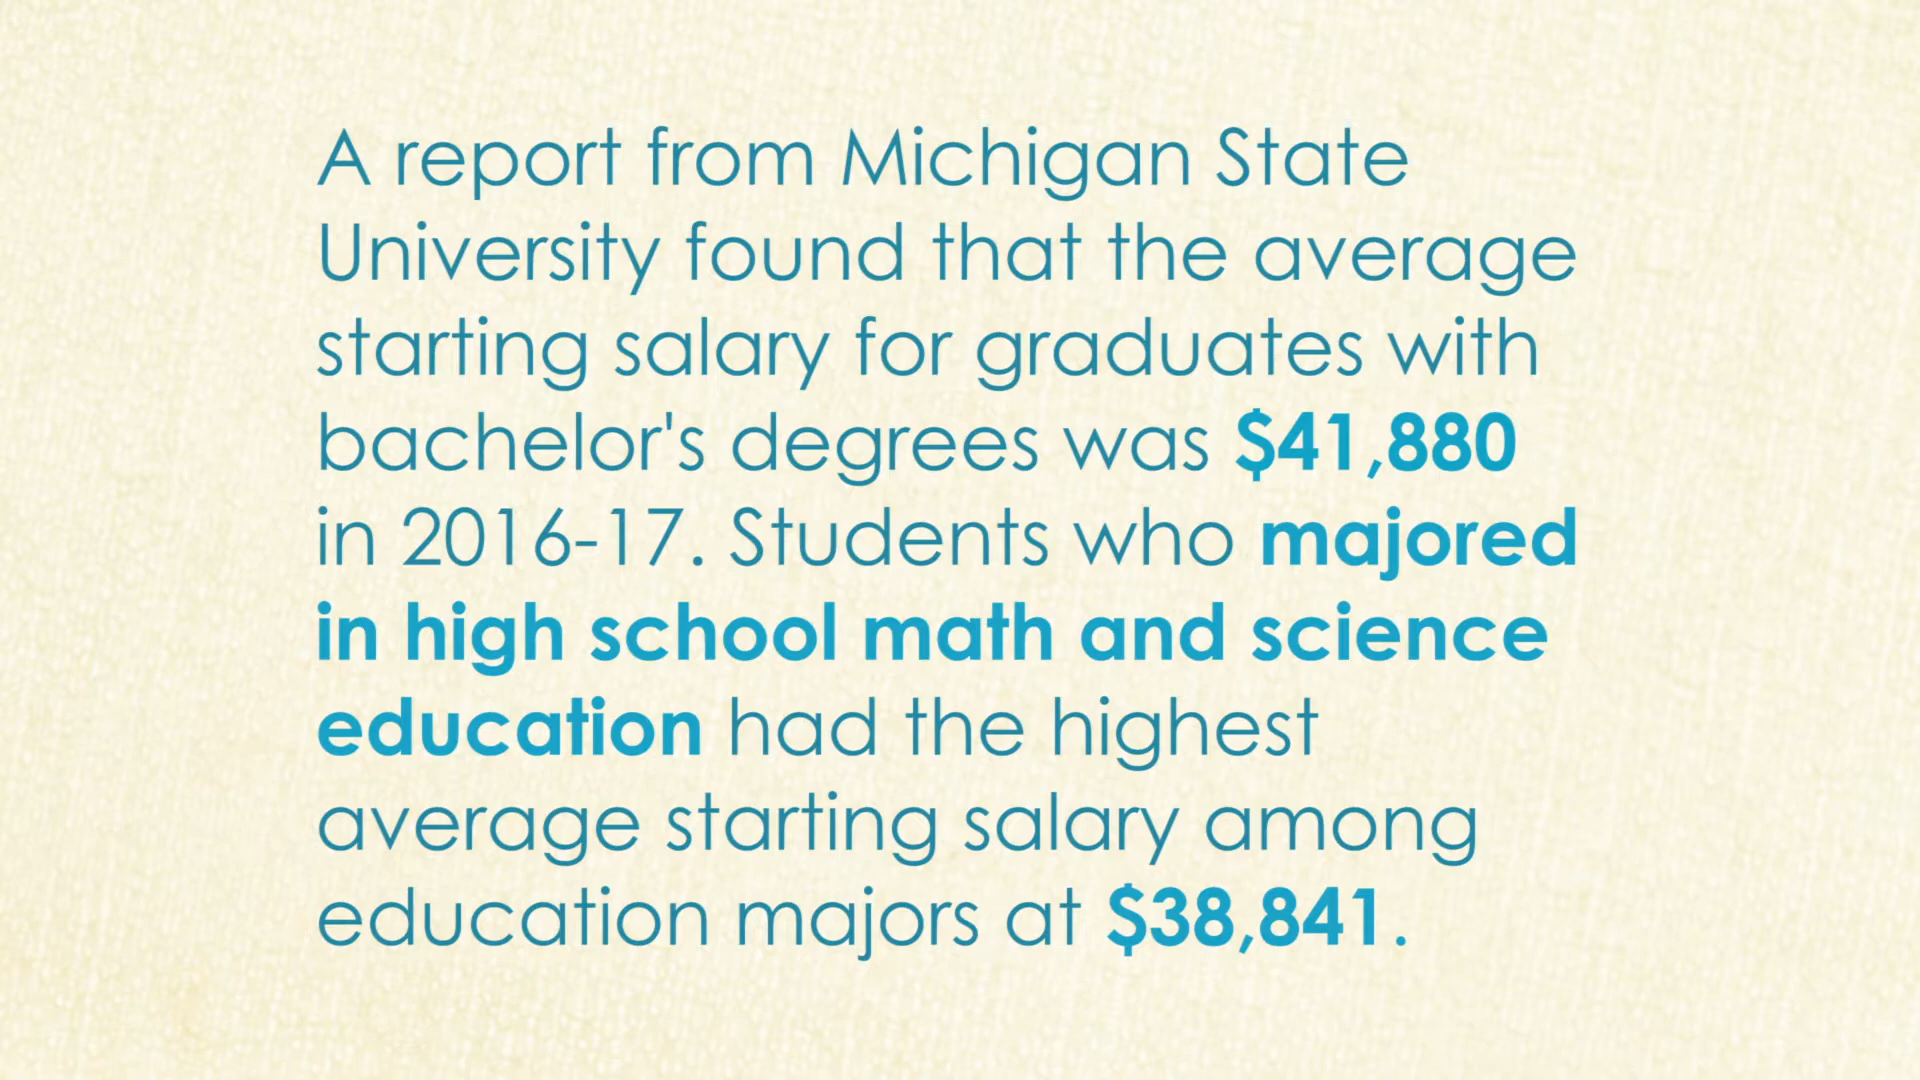 A report from Michigan State
University found that the average
starting salary for graduates with
bachelor's degrees was $41,880
in 2016-17. Students who majored
in high school math and science
education had the highest
average starting salary among
education majors at $38,841.